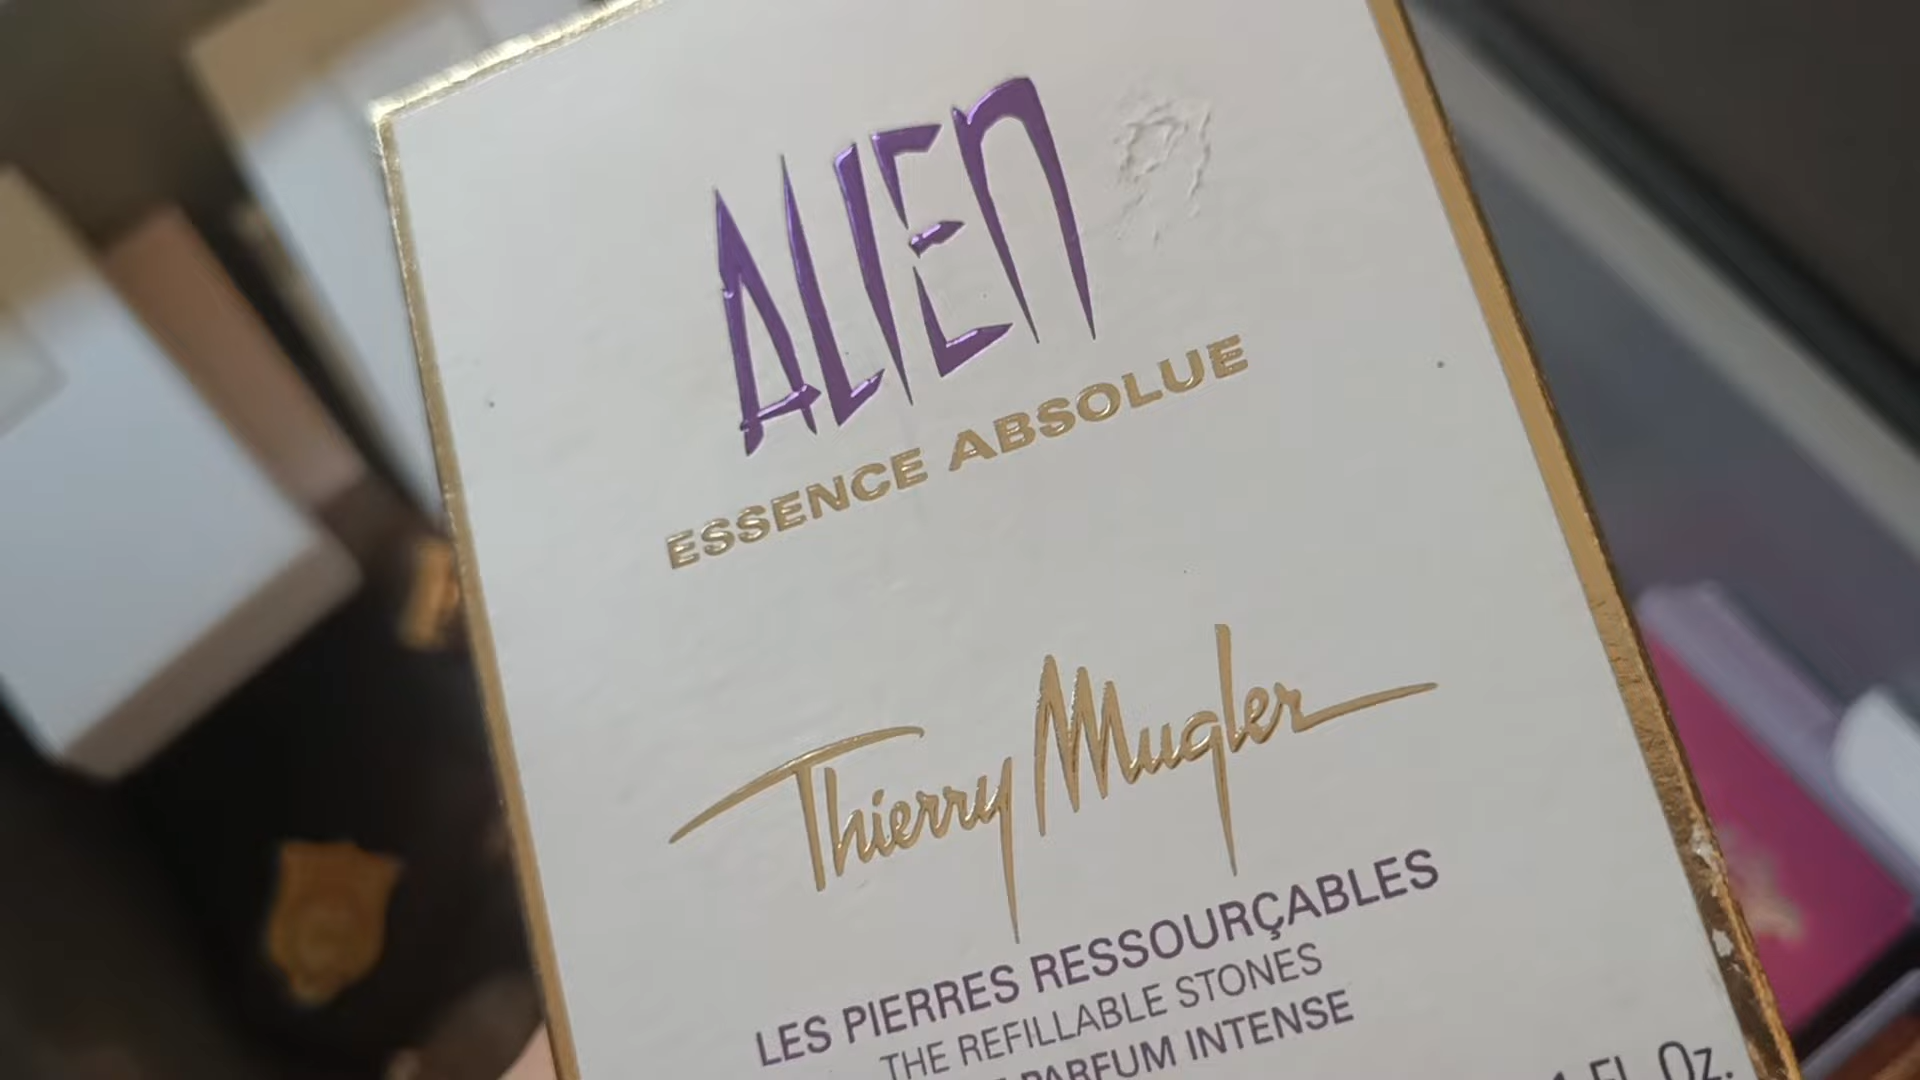 ALIEN
ESSENCE ABSOLUE
Thierry Mugler
LES PIERRES RESSOURÇABLES
THE REFILLABLE STONES
PARFUM INTENSE
FL. OZ.